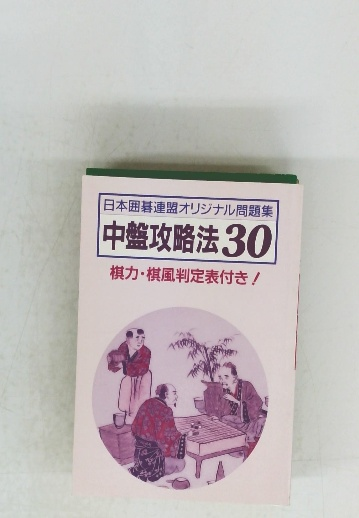 日本囲碁連盟オリジナル問題集
中盤攻略法30
棋力・棋風判定表付き!